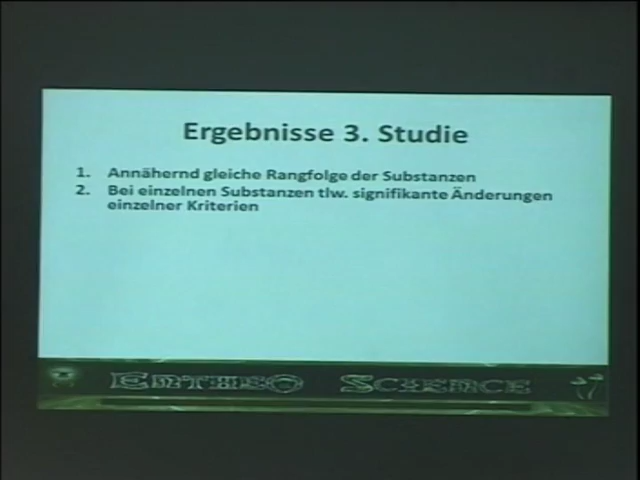 Ergebnisse 3. Studie
1. Annähernd gleiche Rangfolge der Substanzen
2. Bei einzelnen Substanzen tlw. signifikante Änderungen
einzelner Kriterien
Entheo Science